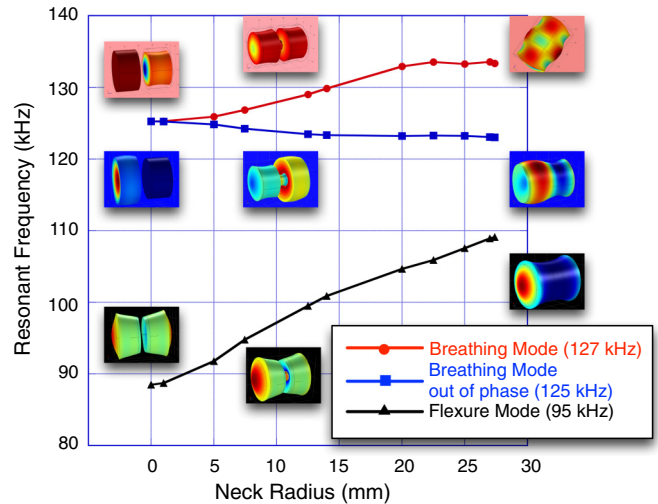 140
130
120
110
100
90
80
Resonant Frequency (kHz)
0
5
10
15
20
25
30
Neck Radius (mm)
Breathing Mode (127 kHz)
Breathing Mode
out of phase (125 kHz)
Flexure Mode (95 kHz)